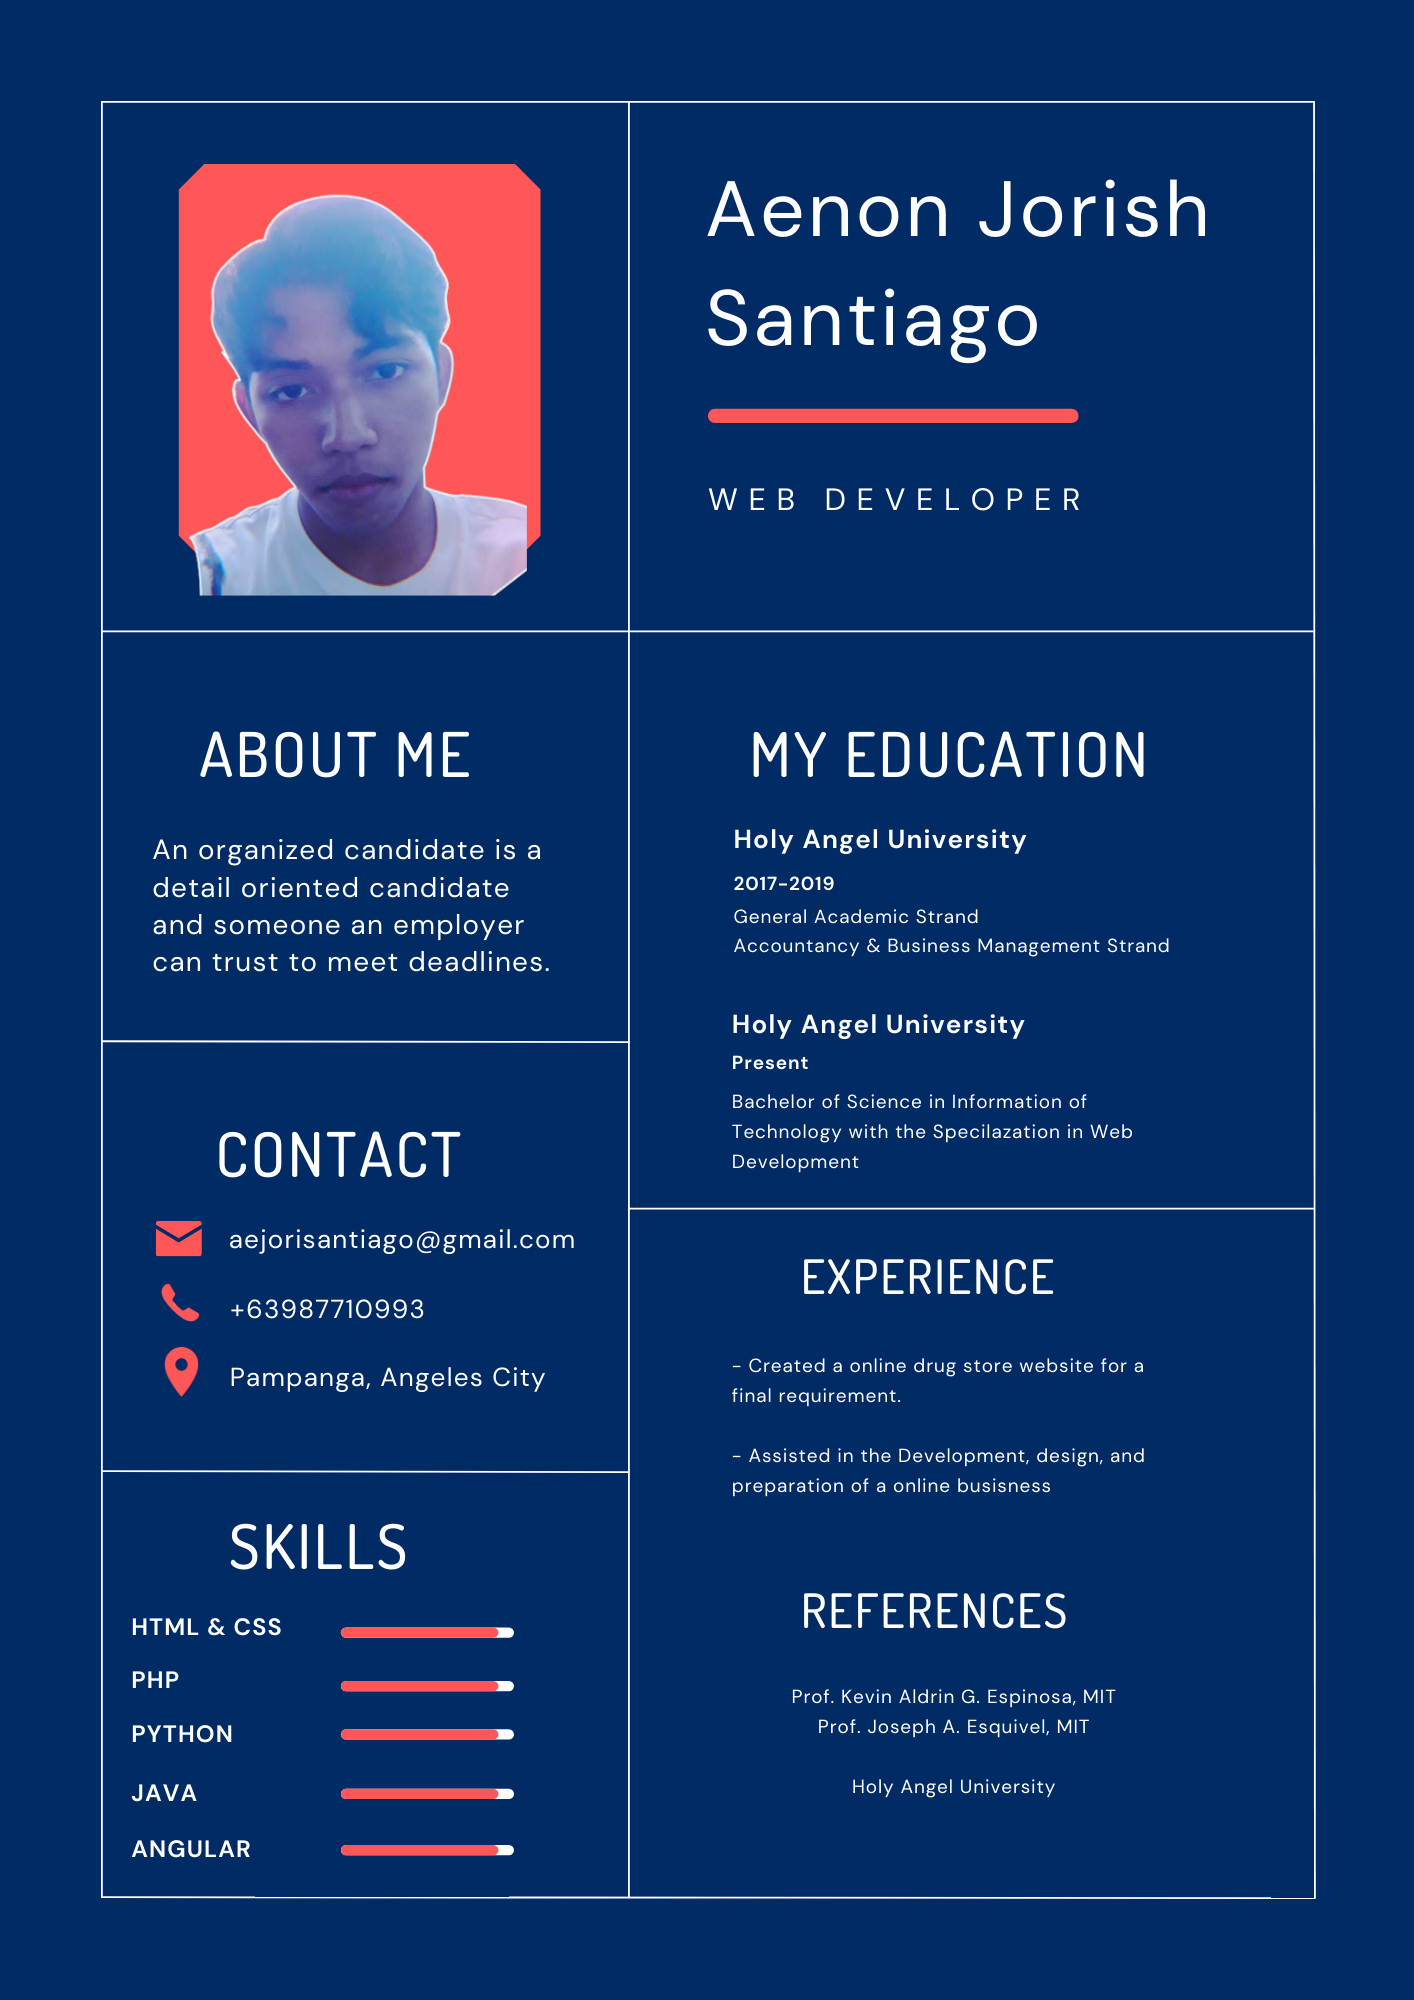 Aenon Jorish
Santiago
WEB DEVELOPER
ABOUT ME
An organized candidate is a
detail oriented candidate
and someone an employer
can trust to meet deadlines.
CONTACT
aejorisantiago@gmail.com
+63987710993
Pampanga, Angeles City
SKILLS
HTML & CSS
PHP
PYTHON
JAVA
ANGULAR
MY EDUCATION
Holy Angel University
2017-2019
General Academic Strand
Accountancy & Business Management Strand
Holy Angel University
Present
Bachelor of Science in Information of
Technology with the Specilazation in Web
Development
EXPERIENCE
- Created a online drug store website for a
final requirement.
- Assisted in the Development, design, and
preparation of a online busisness
REFERENCES
Prof. Kevin Aldrin G. Espinosa, MIT
Prof. Joseph A. Esquivel, MIT
Holy Angel University